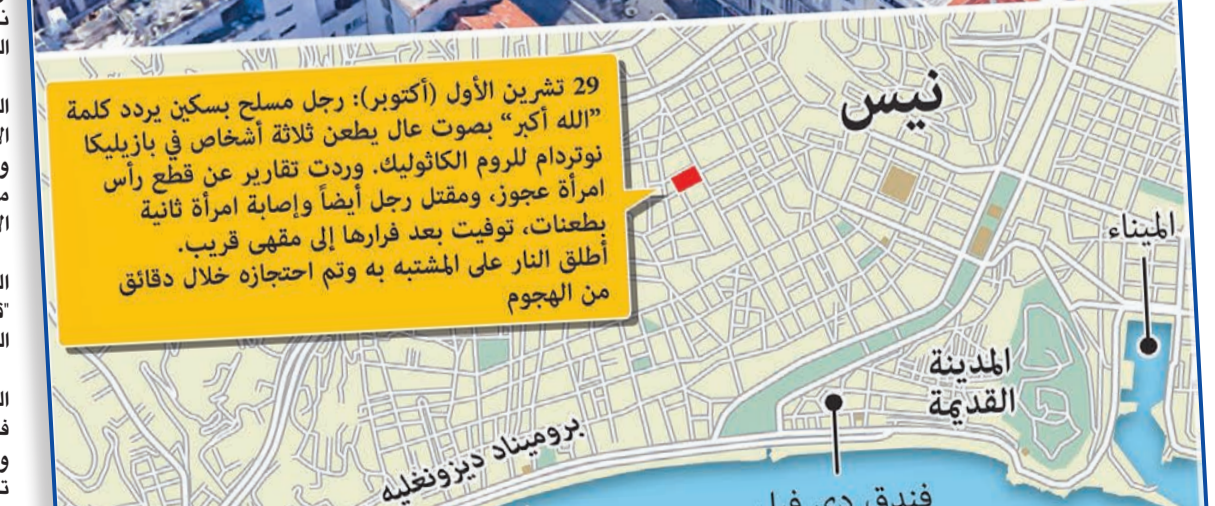 29 تشرين الأول (أكتوبر): رجل مسلح بسكين يردد كلمة
”الله أكبر“ بصوت عال يطعن ثلاثة أشخاص في بازيليكا
نوتردام للروم الكاثوليك. وردت تقارير عن قطع رأس
امرأة عجوز، ومقتل رجل أيضاً وإصابة امرأة ثانية
بطعنات، توفيت بعد فرارها إلى مقهى قريب.
أطلق النار على المشتبه به وتم احتجازه خلال دقائق
من الهجوم
نيس
الميناء
المدينة
القديمة
بروميناد ديزونغليه
فندق دي